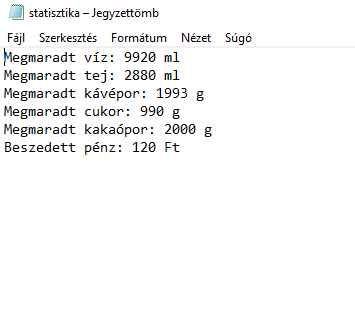 statisztika – Jegyzettömb
Fájl Szerkesztés Formátum Nézet Súgó
Megmaradt víz: 9920 ml
Megmaradt tej: 2880 ml
Megmaradt kávépor: 1993 g
Megmaradt cukor: 990 g
Megmaradt kakaópor: 2000 g
Beszedett pénz: 120 Ft